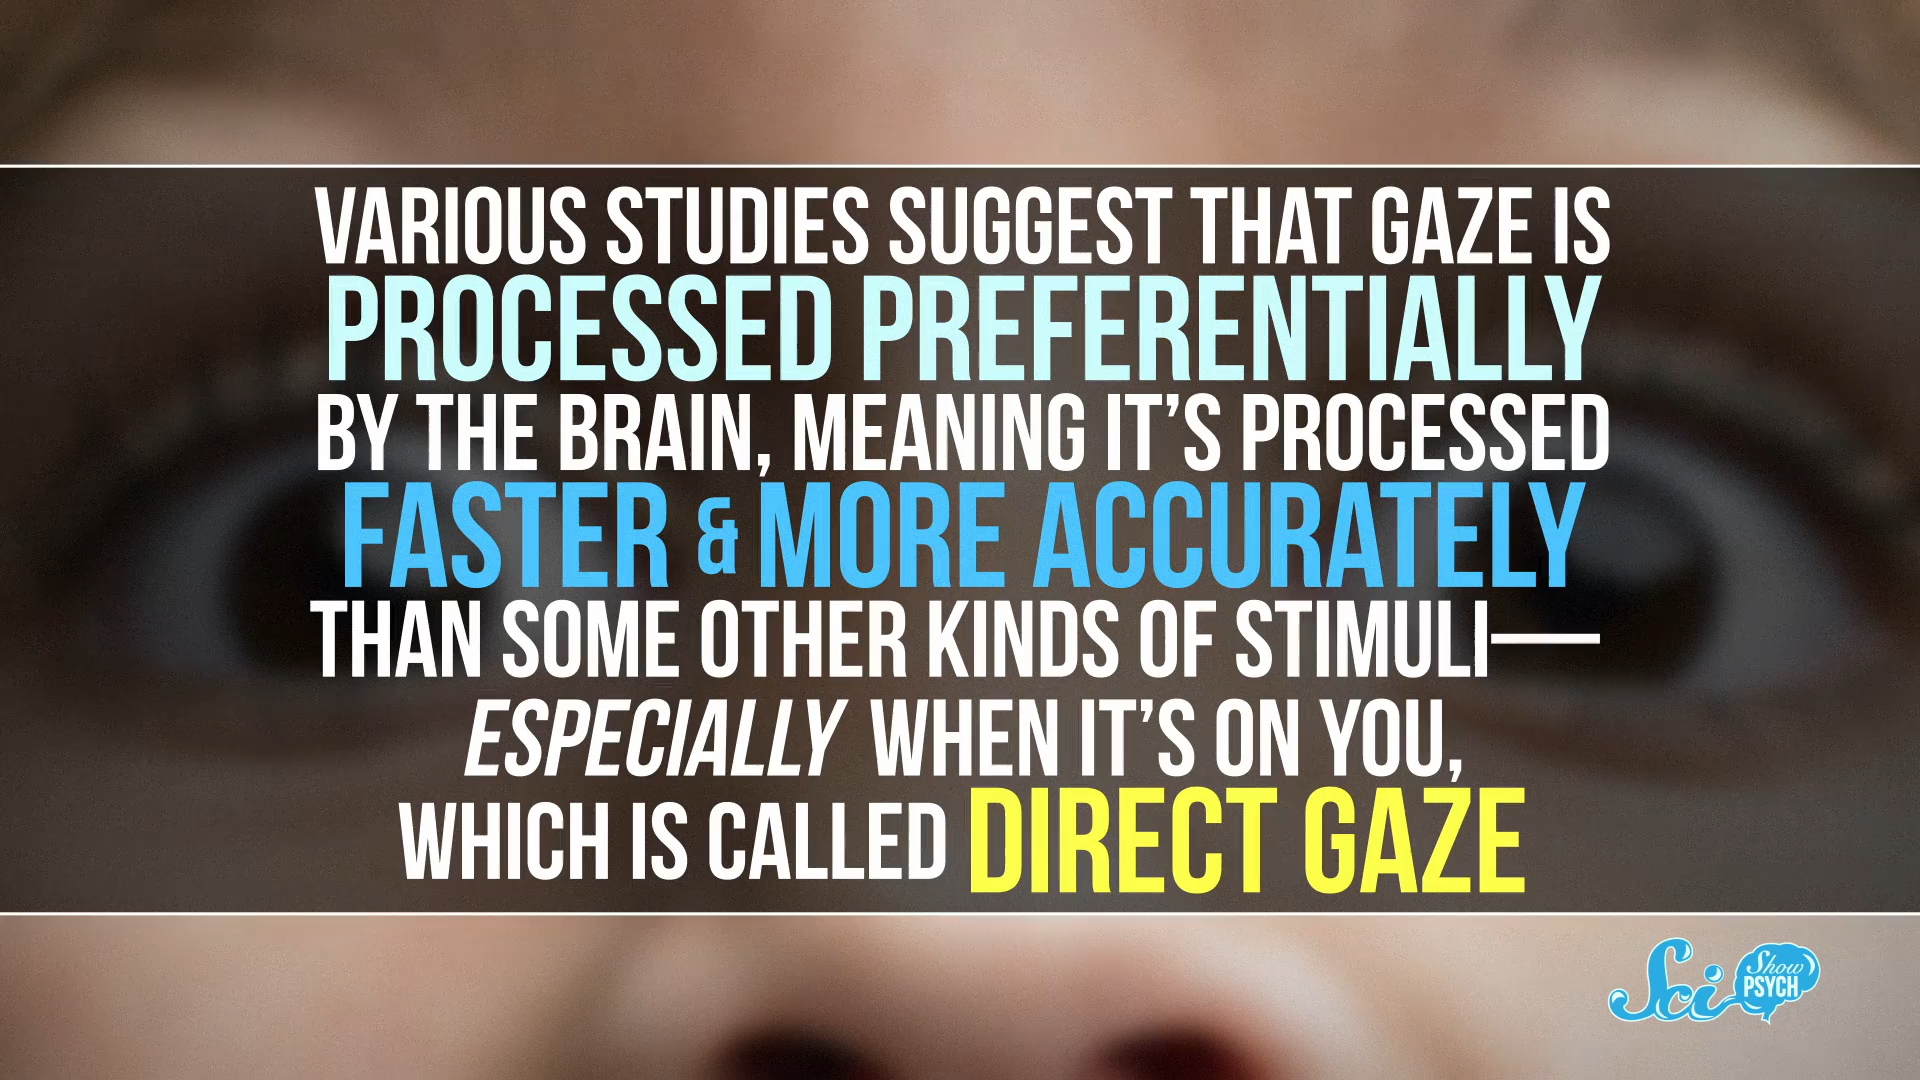 VARIOUS STUDIES SUGGEST THAT GAZE IS
PROCESSED PREFERENTIALLY
BY THE BRAIN, MEANING IT'S PROCESSED
FASTER & MORE ACCURATELY
THAN SOME OTHER KINDS OF STIMULI—
ESPECIALLY WHEN IT'S ON YOU,
WHICH IS CALLED DIRECT GAZE
Sci Show
PSYCH